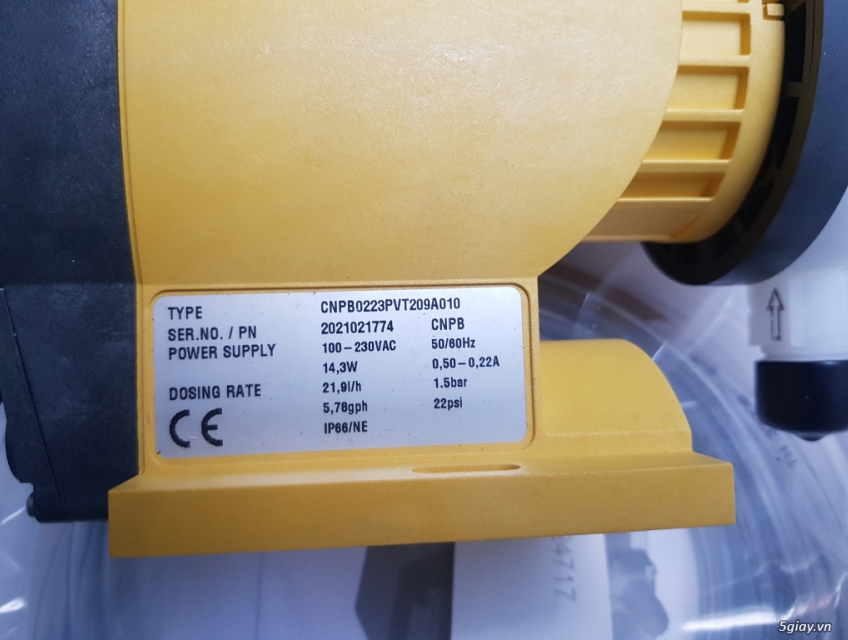 TYPE CNPB0223PVT209A010
SER.NO. / PN 2021021774 CNPB
POWER SUPPLY 100–230VAC 50/60Hz
14,3W 0,50–0,22A
DOSING RATE 21,9l/h 1.5bar
5,78gph 22psi
CE IP66/NE
4717
5giay.vn